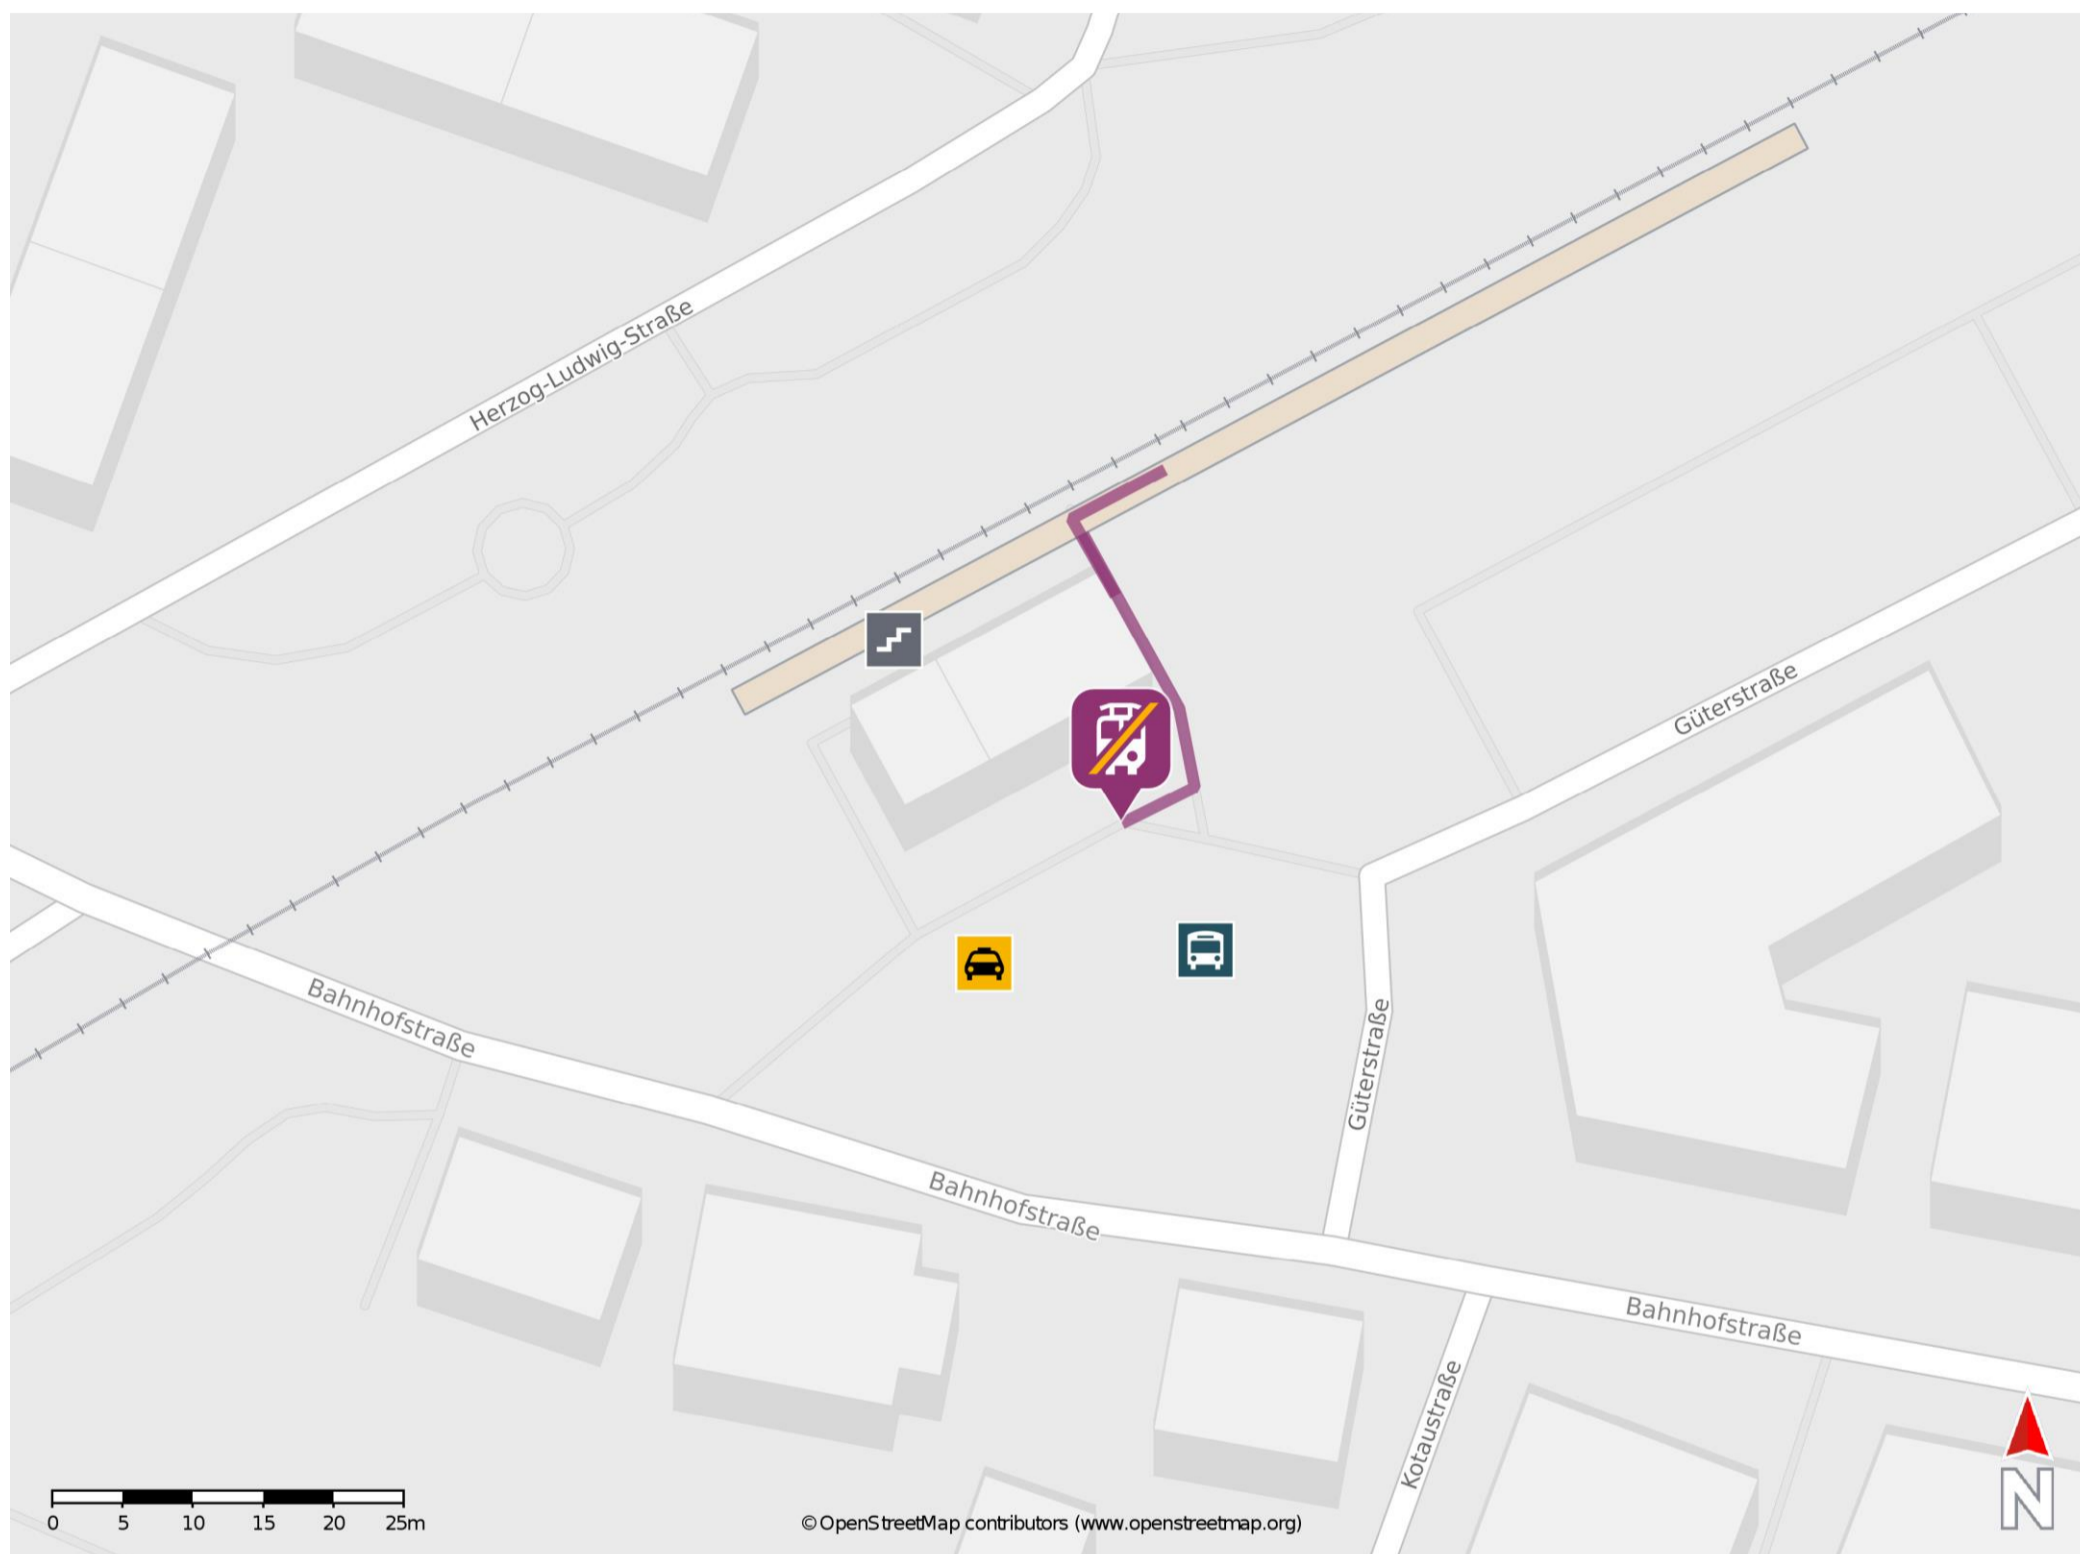 Herzog-Ludwig-Straße
Güterstraße
Bahnhofstraße
Güterstraße
Bahnhofstraße
Bahnhofstraße
Kotaustraße
0 5 10 15 20 25m
©OpenStreetMap contributors (www.openstreetmap.org)
N